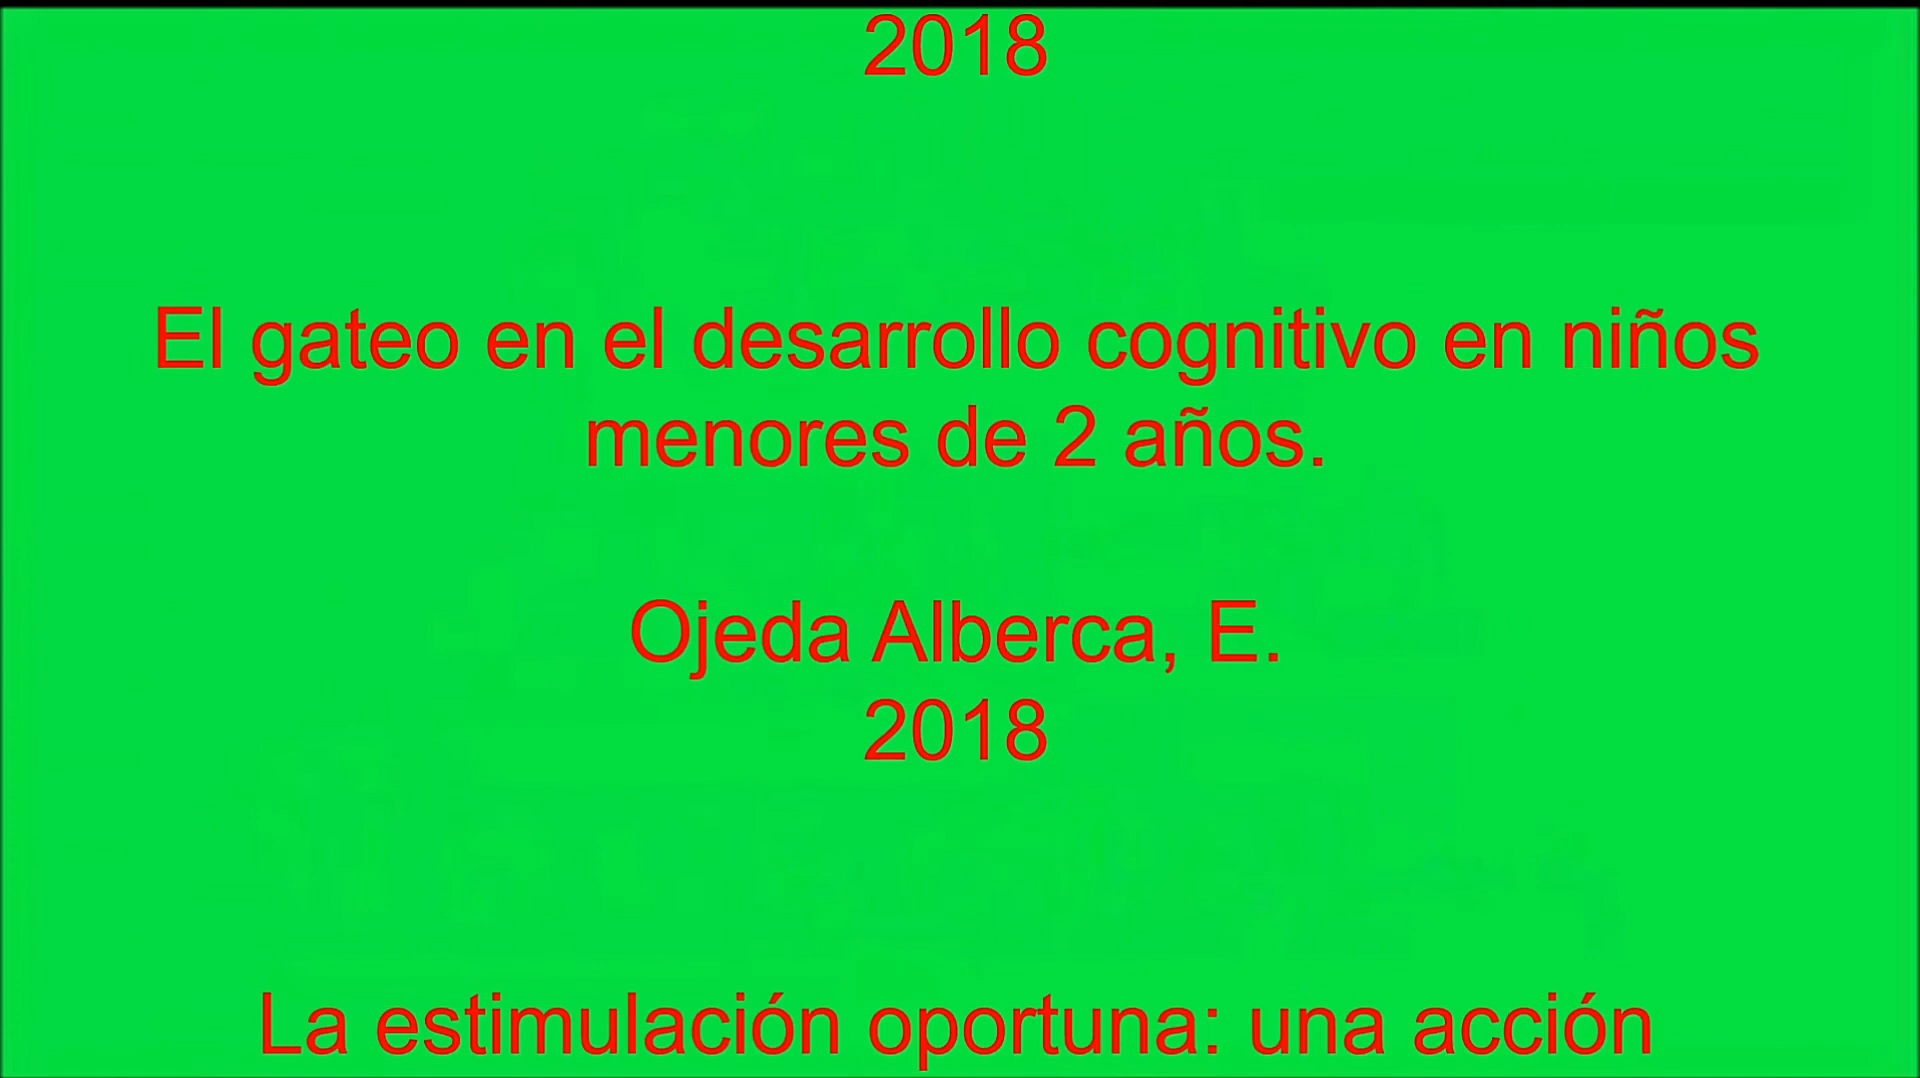 2018
El gateo en el desarrollo cognitivo en niños
menores de 2 años.
Ojeda Alberca, E.
2018
La estimulación oportuna: una acción